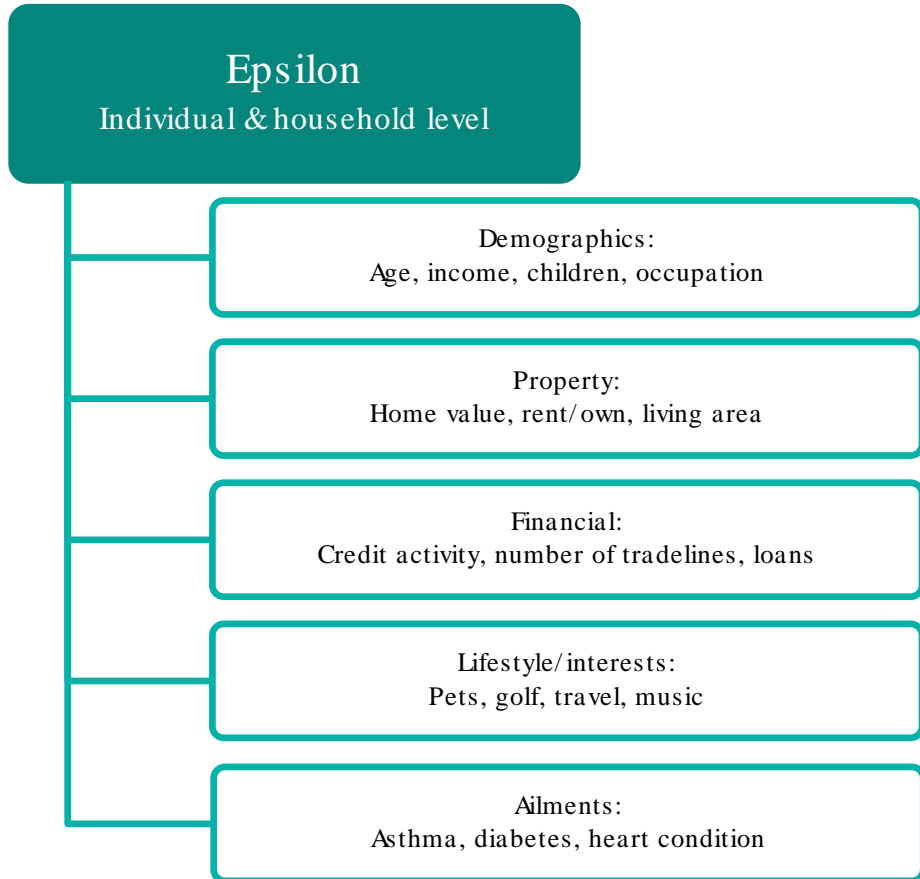 Epsilon
Individual & household level
Demographics:
Age, income, children, occupation
Property:
Home value, rent/own, living area
Financial:
Credit activity, number of tradelines, loans
Lifestyle/interests:
Pets, golf, travel, music
Ailments:
Asthma, diabetes, heart condition